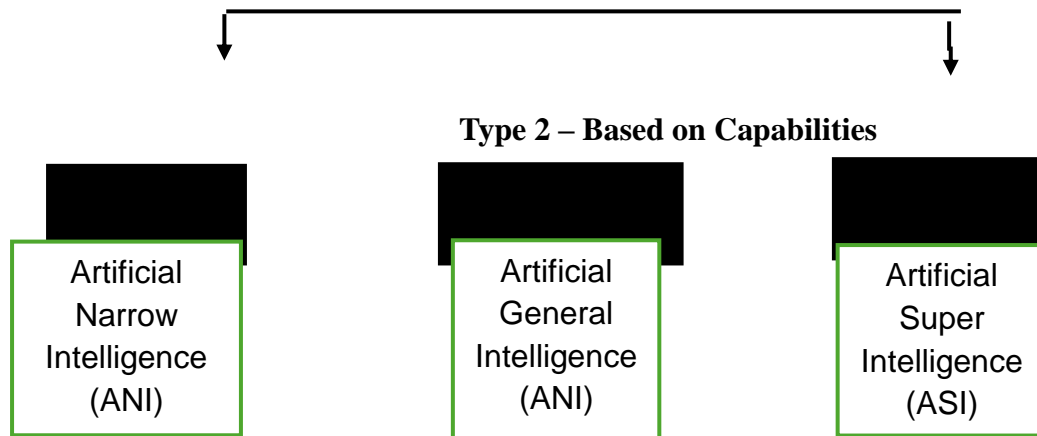 Type 2 – Based on Capabilities
Artificial
Narrow
Intelligence
(ANI)
Artificial
General
Intelligence
(ANI)
Artificial
Super
Intelligence
(ASI)